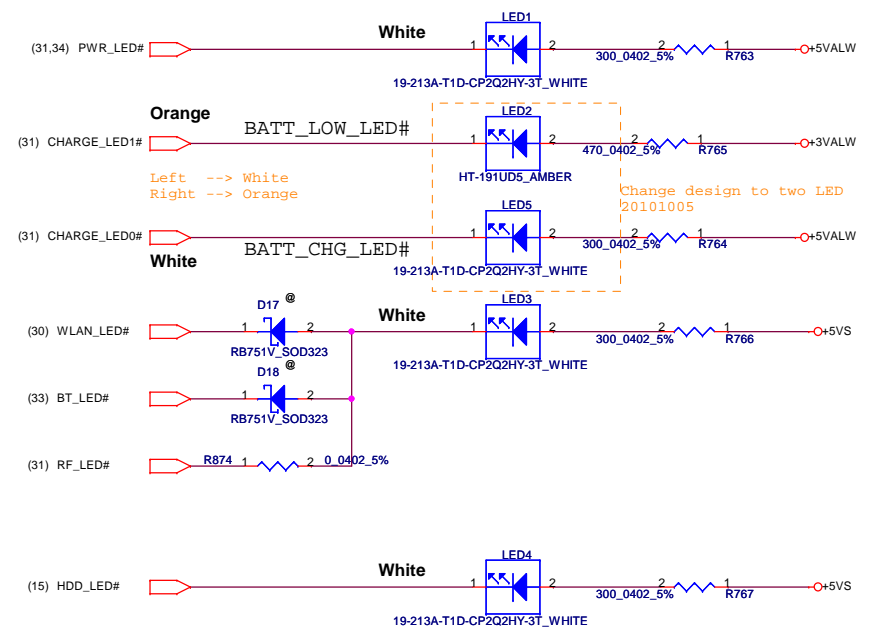 LED1
White
(31,34) PWR_LED#
1 2
2 1
+5VALW
300_0402_5%
R763
19-213A-T1D-CP2Q2HY-3T_WHITE
Orange
LED2
BATT_LOW_LED#
(31) CHARGE_LED1#
1 2
2 1
+3VALW
470_0402_5%
R765
HT-191UD5_AMBER
Left --> White
Right --> Orange
Change design to two LED
20101005
LED5
(31) CHARGE_LED0#
1 2
2 1
+5VALW
BATT_CHG_LED#
300_0402_5%
R764
White
19-213A-T1D-CP2Q2HY-3T_WHITE
D17 @
White
LED3
(30) WLAN_LED#
1 2
1 2
2 1
+5VS
300_0402_5%
R766
RB751V_SOD323
19-213A-T1D-CP2Q2HY-3T_WHITE
D18 @
(33) BT_LED#
1 2
RB751V_SOD323
(31) RF_LED#
R874 1 2 0_0402_5%
LED4
White
(15) HDD_LED#
1 2
2 1
+5VS
300_0402_5%
R767
19-213A-T1D-CP2Q2HY-3T_WHITE